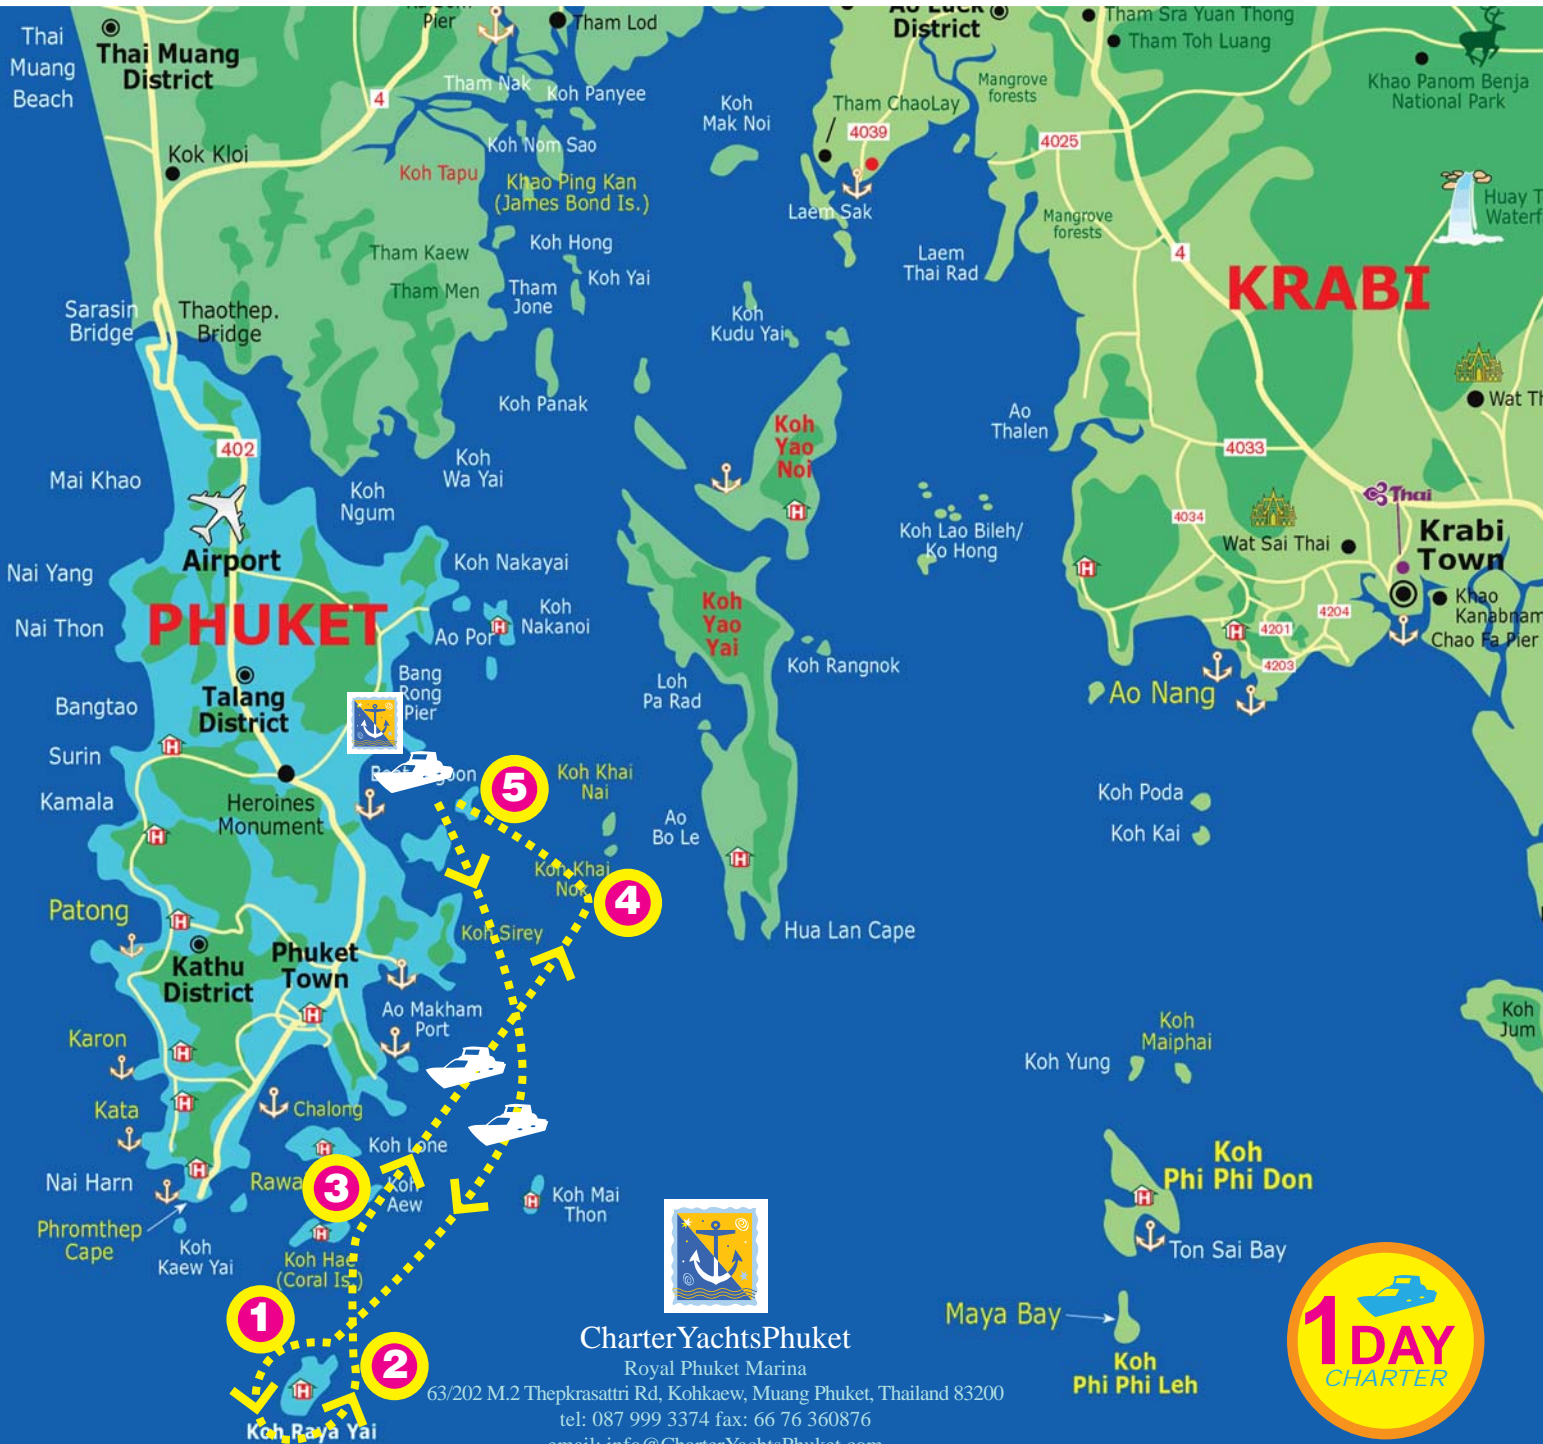 Thai
Muang
Beach
Thai Muang
District
Pier
Tham Lod
Tham Nak
Koh Panyee
Koh
Mak Noi
District
Tham Sra Yuan Thong
Tham Toh Luang
Mangrove
forests
Khao Panom Benja
National Park
Tham ChaoLay
4
4039
4025
Kok Kloi
Koh Nom Sao
Koh Tapu
Khao Ping Kan
(James Bond Is.)
Laem Sak
Mangrove
forests
Huay
Tham Kaew
Koh Hong
Koh Yai
Laem
Thai Rad
4
KRABI
Tham Men
Tham
Jone
Sarasin
Bridge
Thaothep.
Bridge
Koh
Kudu Yai
Koh Panak
Ao
Thalen
Koh
Yao
Noi
Wat
402
4033
Mai Khao
Koh
Wa Yai
Koh
Ngum
Thai
4034
Krabi
Town
Airport
Koh Lao Bileh/
Ko Hong
Wat Sai Thai
Nai Yang
Koh Nakayai
PHUKET
Koh
Nakanoi
Koh
Yao
Yai
4204
Khao
Kanabnam
Nai Thon
Ao Por
4201
Chao Fa Pier
4203
Koh Rangnok
Bang
Rong
Pier
Loh
Pa Rad
Ao Nang
Talang
District
Bangtao
Surin
Kamala
5
Koh Khai
Nai
Koh Poda
Heroines
Monument
Ao
Bo Le
Koh Kai
Koh Khai
Nok
4
Patong
Koh Sirey
Hua Lan Cape
Kathu
District
Phuket
Town
Ao Makham
Port
Koh
Jum
Karon
Koh
Maiphai
Koh Yung
Kata
Chalong
Koh Lone
Koh
Phi Phi Don
Nai Harn
3
Koh
Aew
Koh Mai
Thon
Phromthep
Cape
Koh
Kaew Yai
Koh Hae
(Coral Is.)
Ton Sai Bay
1
2
Maya Bay
Koh
Phi Phi Leh
Koh Raya Yai
CharterYachtsPhuket
Royal Phuket Marina
63/202 M.2 Thepkrasattri Rd, Kohkaew, Muang Phuket, Thailand 83200
tel: 087 999 3374 fax: 66 76 360876
email: info@CharterYachtsPhuket.com
1 DAY
CHARTER